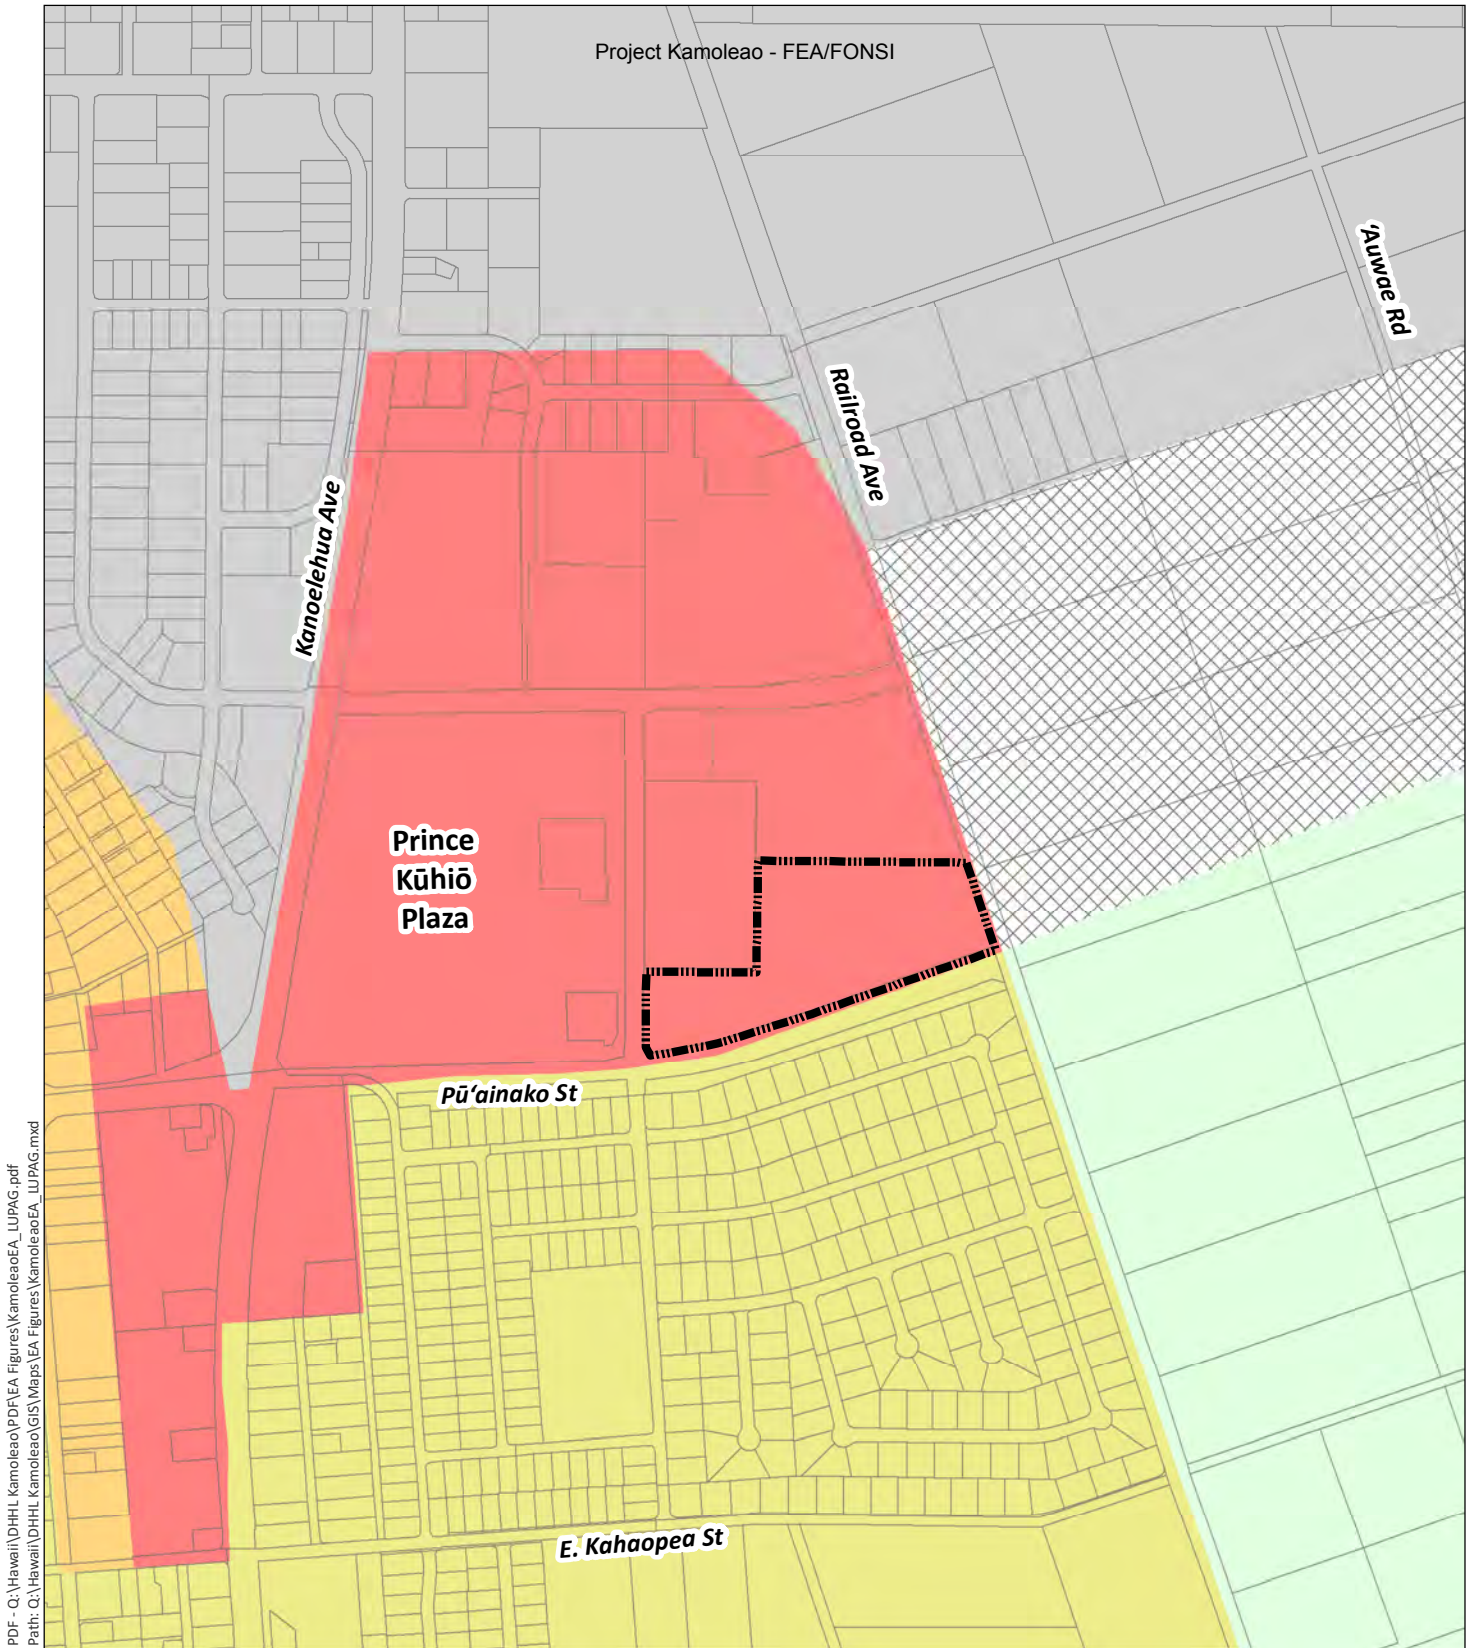 Project Kamoleao - FEA/FONSI
ʻAuwae Rd
Railroad Ave
Kanoelehua Ave
Prince
Kūhiō
Plaza
Pūʻainako St
E. Kahaopea St
PDF - Q:\Hawaii\DHHL Kamoleao\PDF\EA Figures\KamoleaoEA_LUPAG.pdf
Path: Q:\Hawaii\DHHL Kamoleao\GIS\Maps\EA Figures\KamoleaoEA_LUPAG.mxd